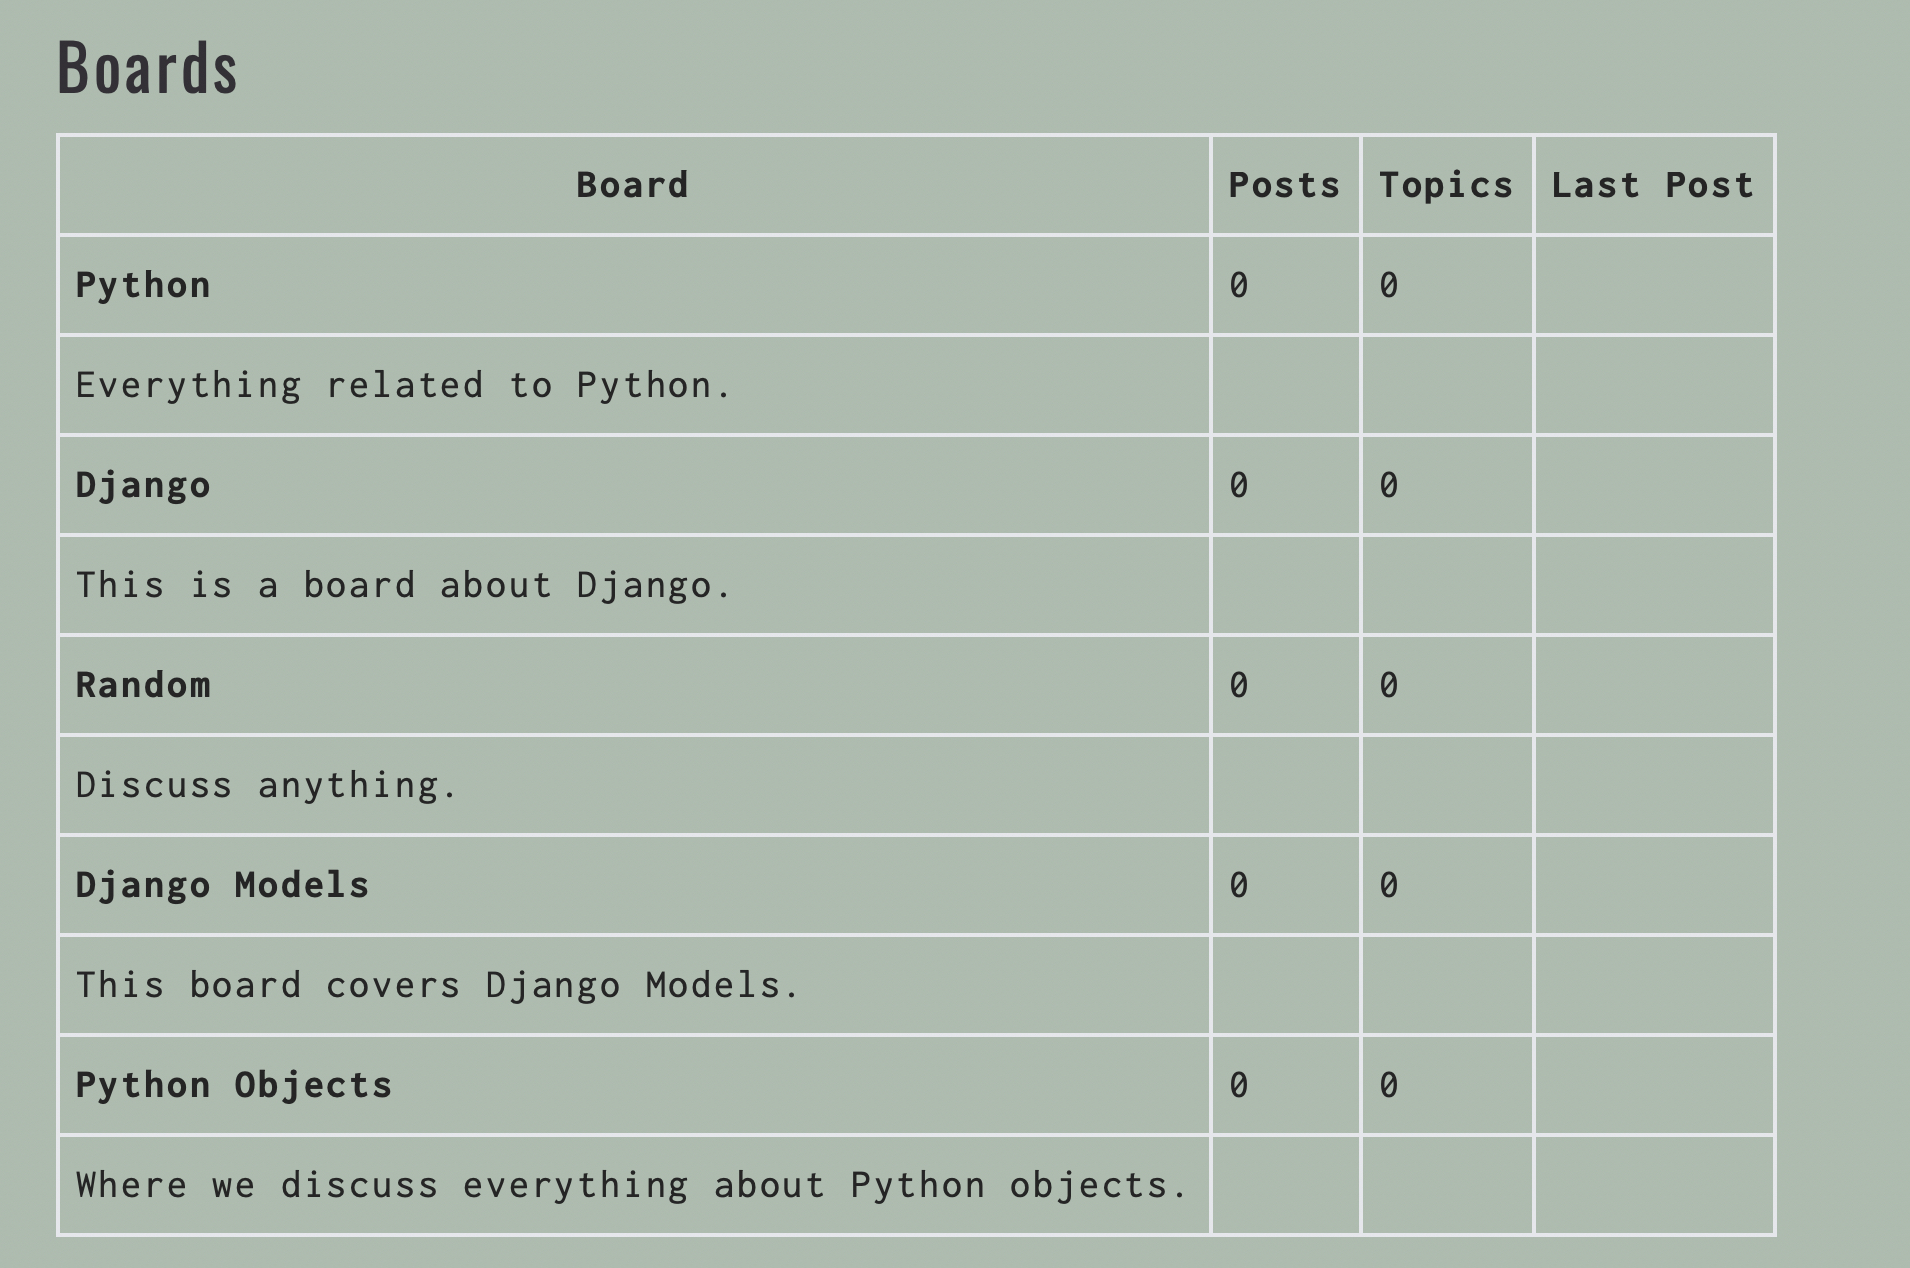 Boards
Board Posts Topics Last Post
Python 0 0
Everything related to Python.
Django 0 0
This is a board about Django.
Random 0 0
Discuss anything.
Django Models 0 0
This board covers Django Models.
Python Objects 0 0
Where we discuss everything about Python objects.